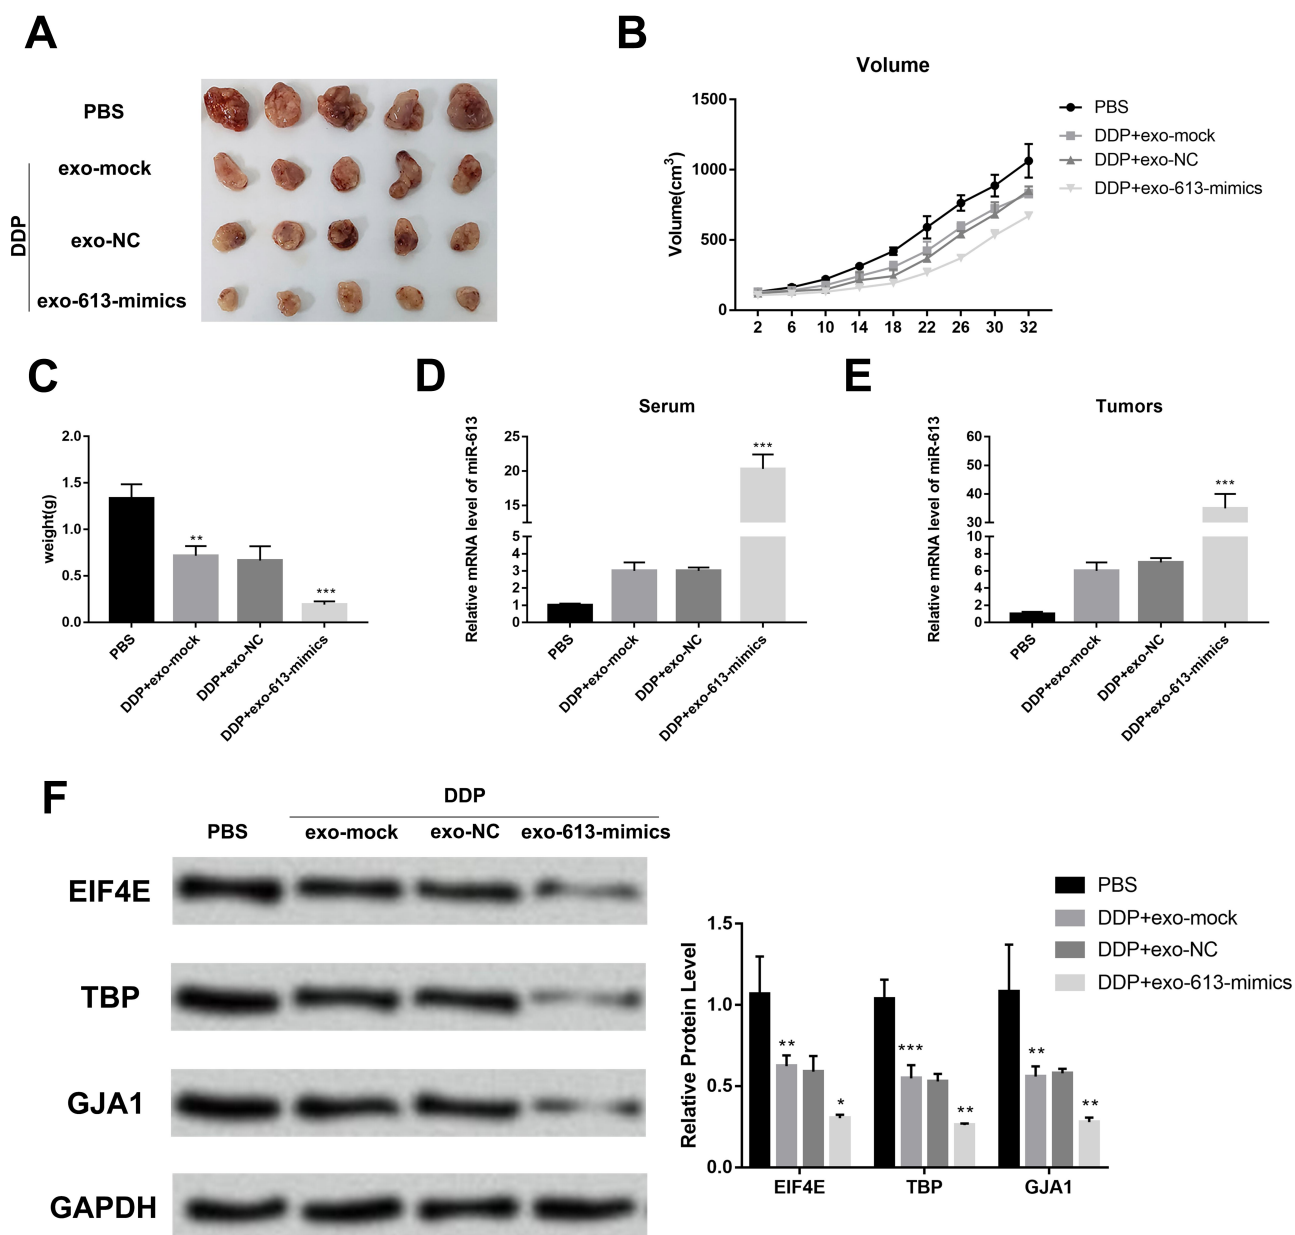 A
PBS
exo-mock
exo-NC
exo-613-mimics
DDP
B
Volume
Volume(cm3)
1500
1000
500
0
2 6 10 14 18 22 26 30 32
PBS
DDP+exo-mock
DDP+exo-NC
DDP+exo-613-mimics
C
weight(g)
2.0
1.5
1.0
0.5
0.0
**
***
PBS
DDP+exo-mock
DDP+exo-NC
DDP+exo-613-mimics
D
Serum
Relative mRNA level of miR-613
25
20
15
5
4
3
2
1
0
***
PBS
DDP+exo-mock
DDP+exo-NC
DDP+exo-613-mimics
E
Tumors
Relative mRNA level of miR-613
60
50
40
30
10
8
6
4
2
0
***
PBS
DDP+exo-mock
DDP+exo-NC
DDP+exo-613-mimics
F
DDP
PBS exo-mock exo-NC exo-613-mimics
EIF4E
TBP
GJA1
GAPDH
Relative Protein Level
1.5
1.0
0.5
0.0
** * *** ** ** **
EIF4E TBP GJA1
PBS
DDP+exo-mock
DDP+exo-NC
DDP+exo-613-mimics